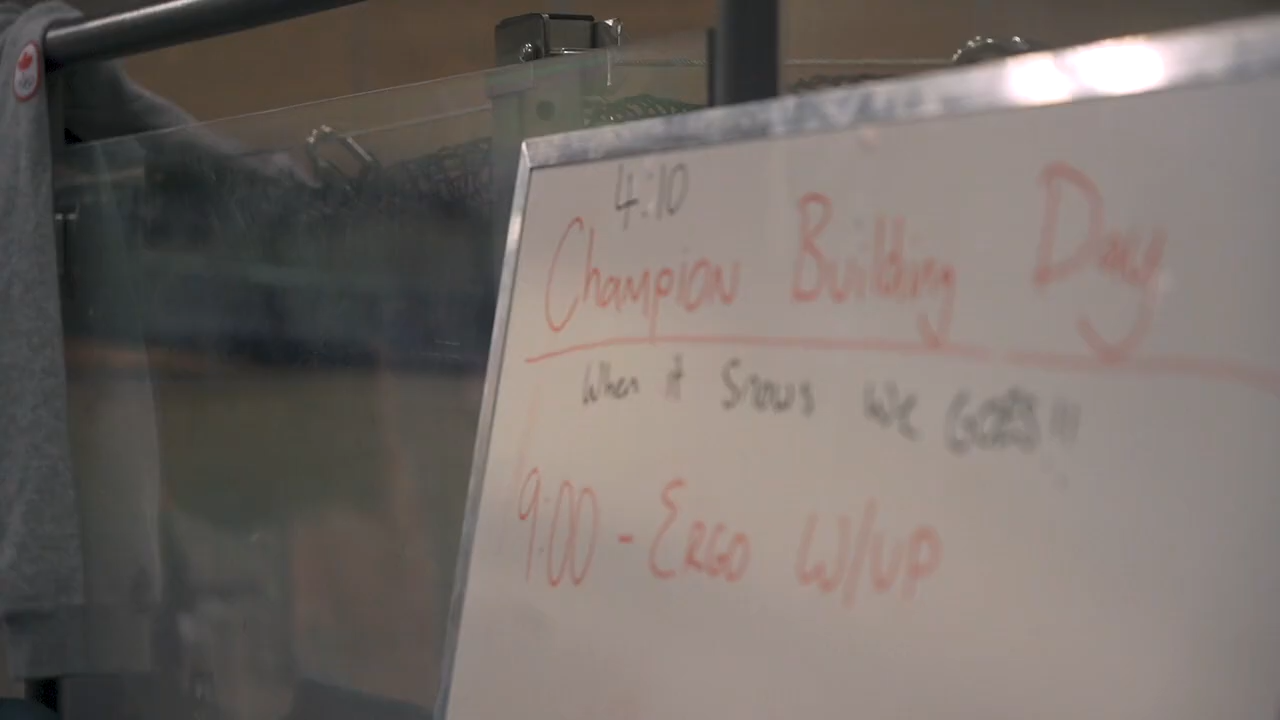 4:10
Champion Building Day
When it Snows We GOES!!!
9:00 - ERGO W/UP